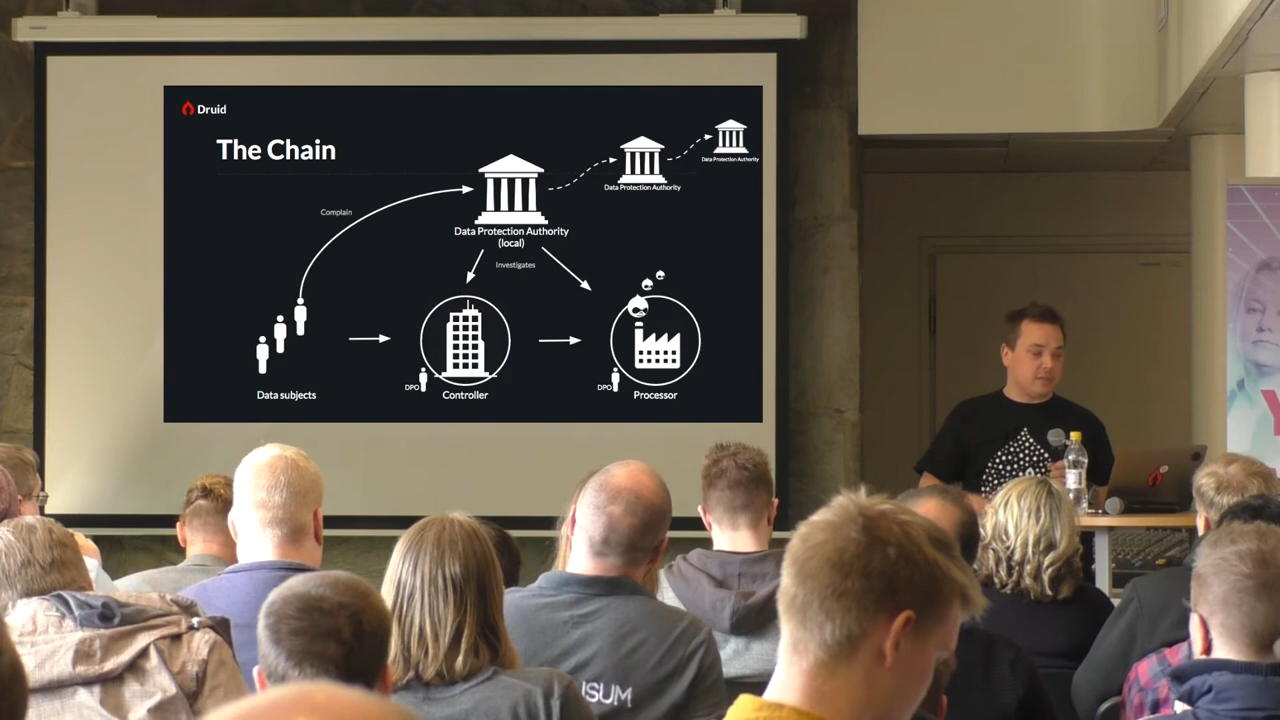 Druid
The Chain
Data Protection Authority
Data Protection Authority
Complain
Data Protection Authority
(local)
Investigates
DPO
DPO
Data subjects
Controller
Processor